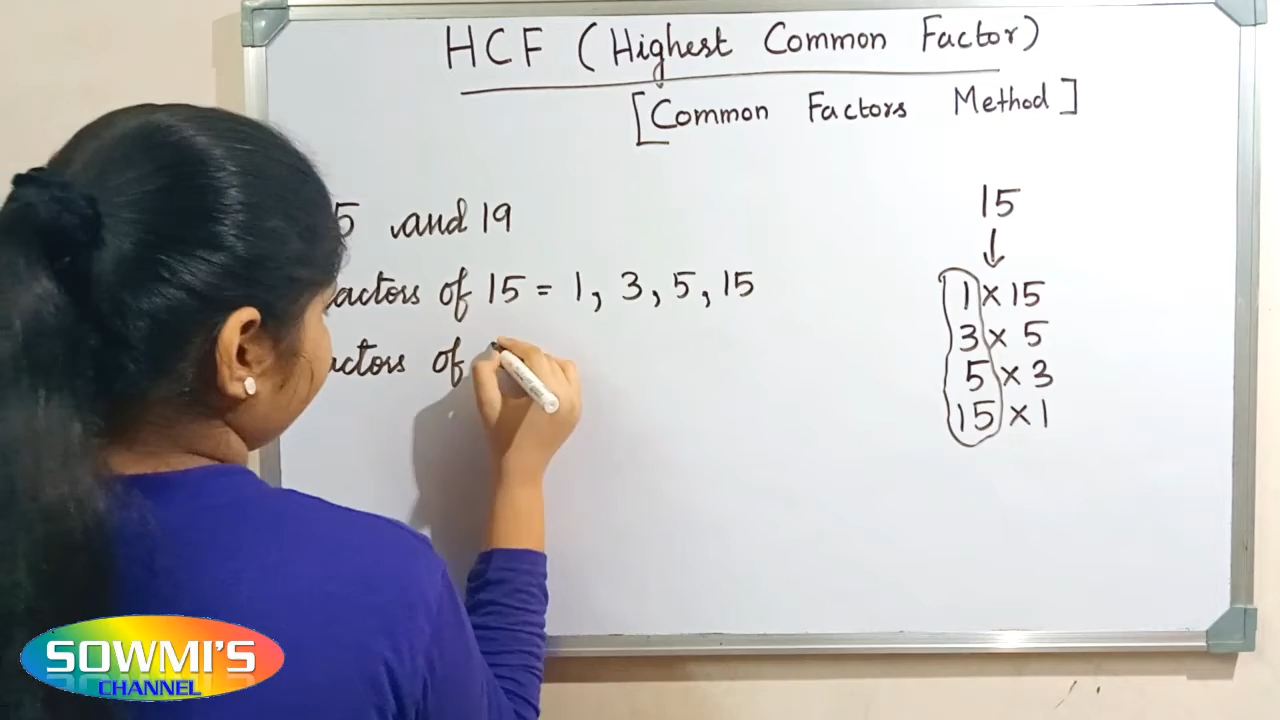 HCF (Highest Common Factor)
[Common Factors Method]
5 and 19
15
actors of 15 = 1, 3, 5, 15
1 × 15
3 × 5
actors of
5 × 3
15 × 1
SOWMI'S
CHANNEL